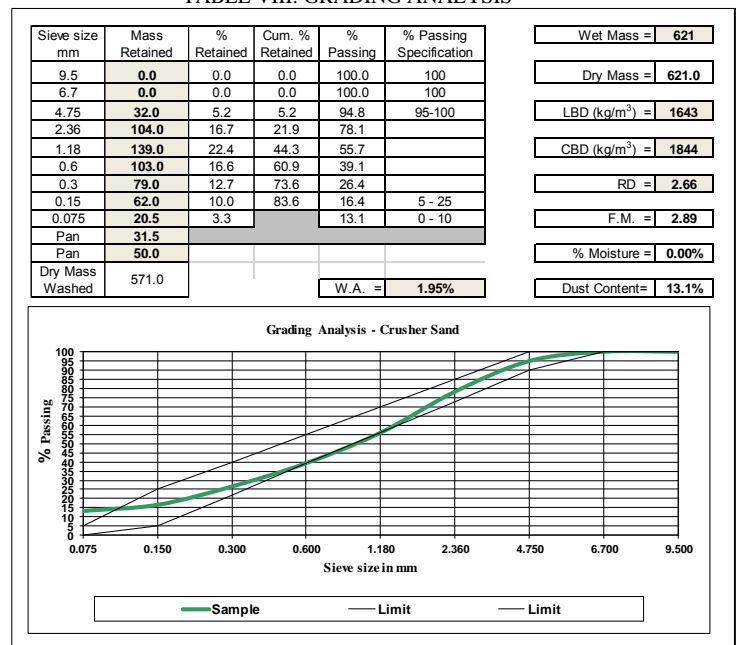 TABLE VIII. GRADING ANALYSIS
Sieve size mm Mass Retained % Retained Cum. % Retained % Passing % Passing Specification
9.5 0.0 0.0 0.0 100.0 100
6.7 0.0 0.0 0.0 100.0 100
4.75 32.0 5.2 5.2 94.8 95-100
2.36 104.0 16.7 21.9 78.1
1.18 139.0 22.4 44.3 55.7
0.6 103.0 16.6 60.9 39.1
0.3 79.0 12.7 73.6 26.4
0.15 62.0 10.0 83.6 16.4 5 - 25
0.075 20.5 3.3 13.1 0 - 10
Pan 31.5
Pan 50.0
Dry Mass Washed 571.0
W.A. = 1.95%
Wet Mass = 621
Dry Mass = 621.0
LBD (kg/m³) = 1643
CBD (kg/m³) = 1844
RD = 2.66
F.M. = 2.89
% Moisture = 0.00%
Dust Content= 13.1%
Grading Analysis - Crusher Sand
% Passing
100
95
90
85
80
75
70
65
60
55
50
45
40
35
30
25
20
15
10
5
0
0.075 0.150 0.300 0.600 1.180 2.360 4.750 6.700 9.500
Sieve size in mm
Sample Limit Limit